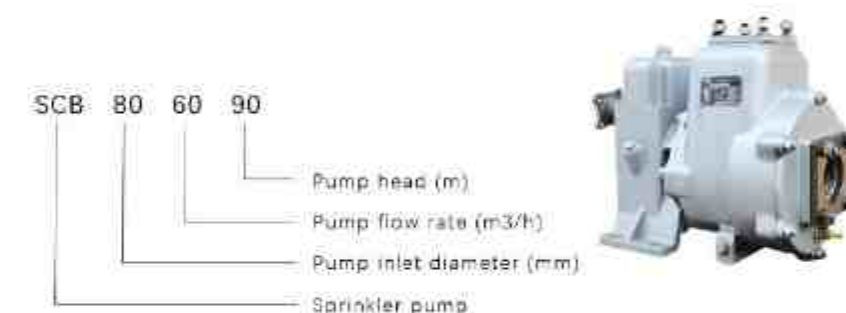 SCB 80 60 90
Pump head (m)
Pump flow rate (m3/h)
Pump inlet diameter (mm)
Sprinkler pump